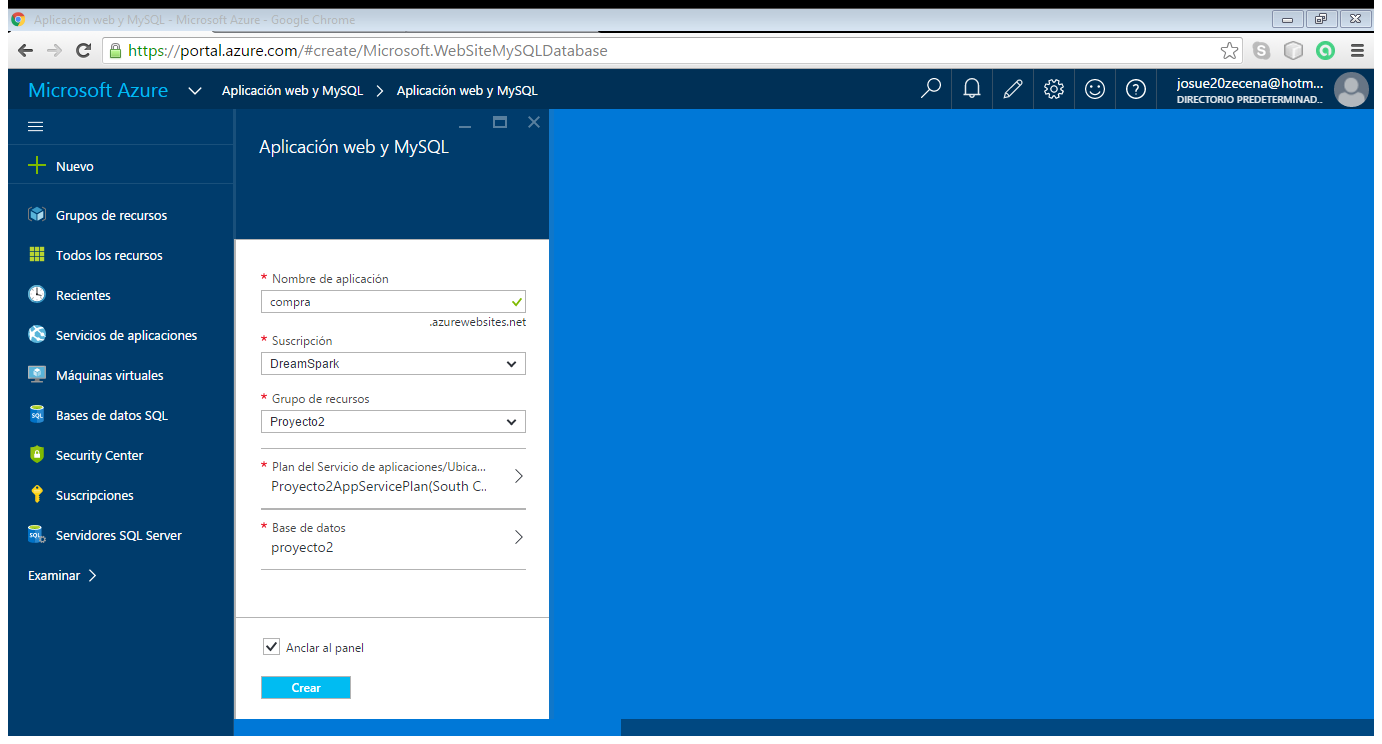 Aplicación web y MySQL - Microsoft Azure - Google Chrome
https://portal.azure.com/#create/Microsoft.WebSiteMySQLDatabase
Microsoft Azure Aplicación web y MySQL > Aplicación web y MySQL
josue20zecena@hotm...
DIRECTORIO PREDETERMINAD...
Nuevo
Grupos de recursos
Todos los recursos
Recientes
Servicios de aplicaciones
Máquinas virtuales
Bases de datos SQL
Security Center
Suscripciones
Servidores SQL Server
Examinar >
Aplicación web y MySQL
* Nombre de aplicación
compra
.azurewebsites.net
* Suscripción
DreamSpark
* Grupo de recursos
Proyecto2
* Plan del Servicio de aplicaciones/Ubica...
Proyecto2AppServicePlan(South C..
* Base de datos
proyecto2
Anclar al panel
Crear